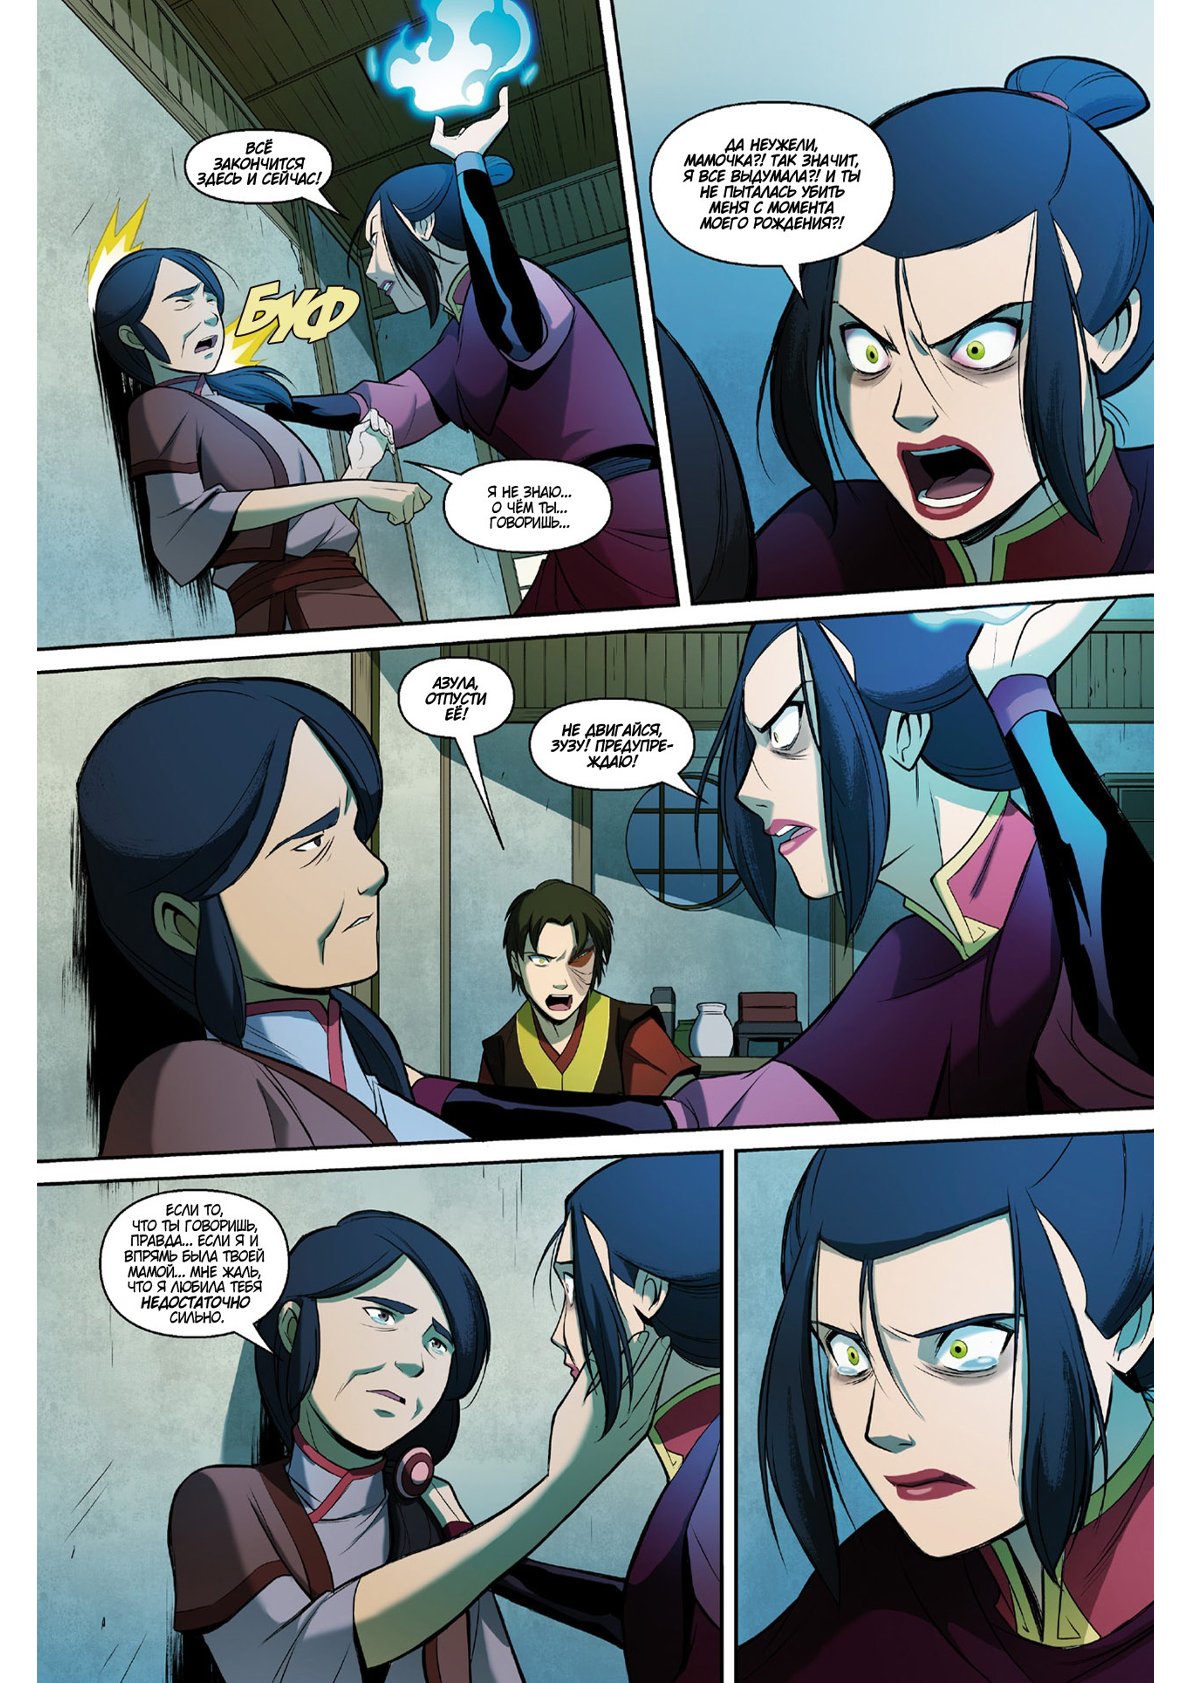 ВСЁ
ЗАКОНЧИТСЯ
ЗДЕСЬ И СЕЙЧАС!
БУФ
Я НЕ ЗНАЮ...
О ЧЁМ ТЫ...
ГОВОРИШЬ...
ДА НЕУЖЕЛИ,
МАМОЧКА?! ТАК ЗНАЧИТ,
Я ВСЕ ВЫДУМАЛА?! И ТЫ
НЕ ПЫТАЛАСЬ УБИТЬ
МЕНЯ С МОМЕНТА
МОЕГО РОЖДЕНИЯ?!
АЗУЛА,
ОТПУСТИ
ЕЁ!
НЕ ДВИГАЙСЯ,
ЗУЗУ! ПРЕДУПРЕ-
ЖДАЮ!
ЕСЛИ ТО,
ЧТО ТЫ ГОВОРИШЬ,
ПРАВДА... ЕСЛИ Я И
ВПРЯМЬ БЫЛА ТВОЕЙ
МАМОЙ... МНЕ ЖАЛЬ,
ЧТО Я ЛЮБИЛА ТЕБЯ
НЕДОСТАТОЧНО
СИЛЬНО.